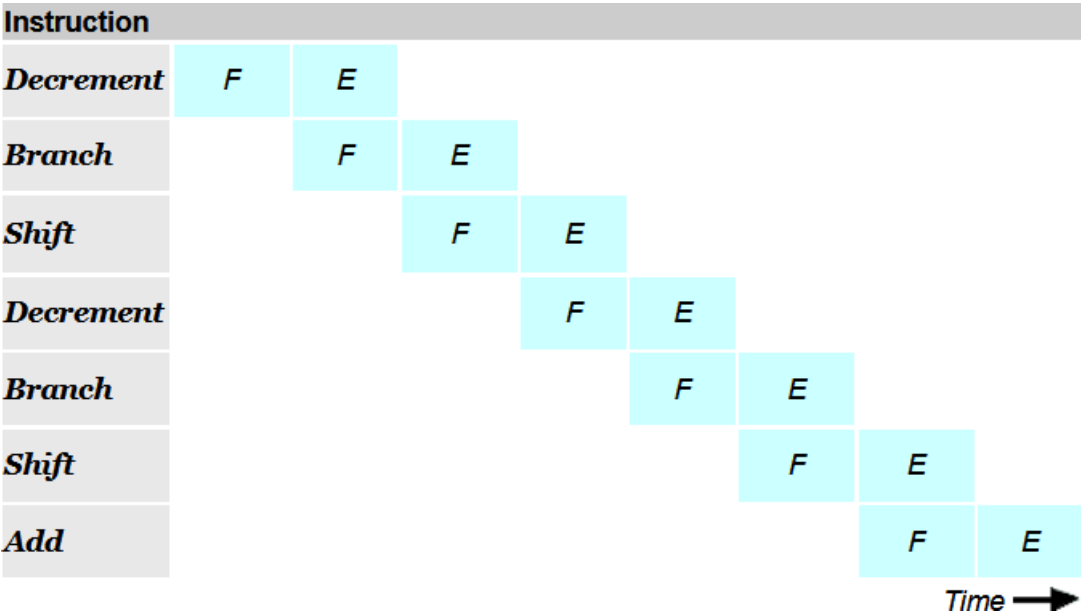 Instruction
Decrement F E
Branch F E
Shift F E
Decrement F E
Branch F E
Shift F E
Add F E
Time